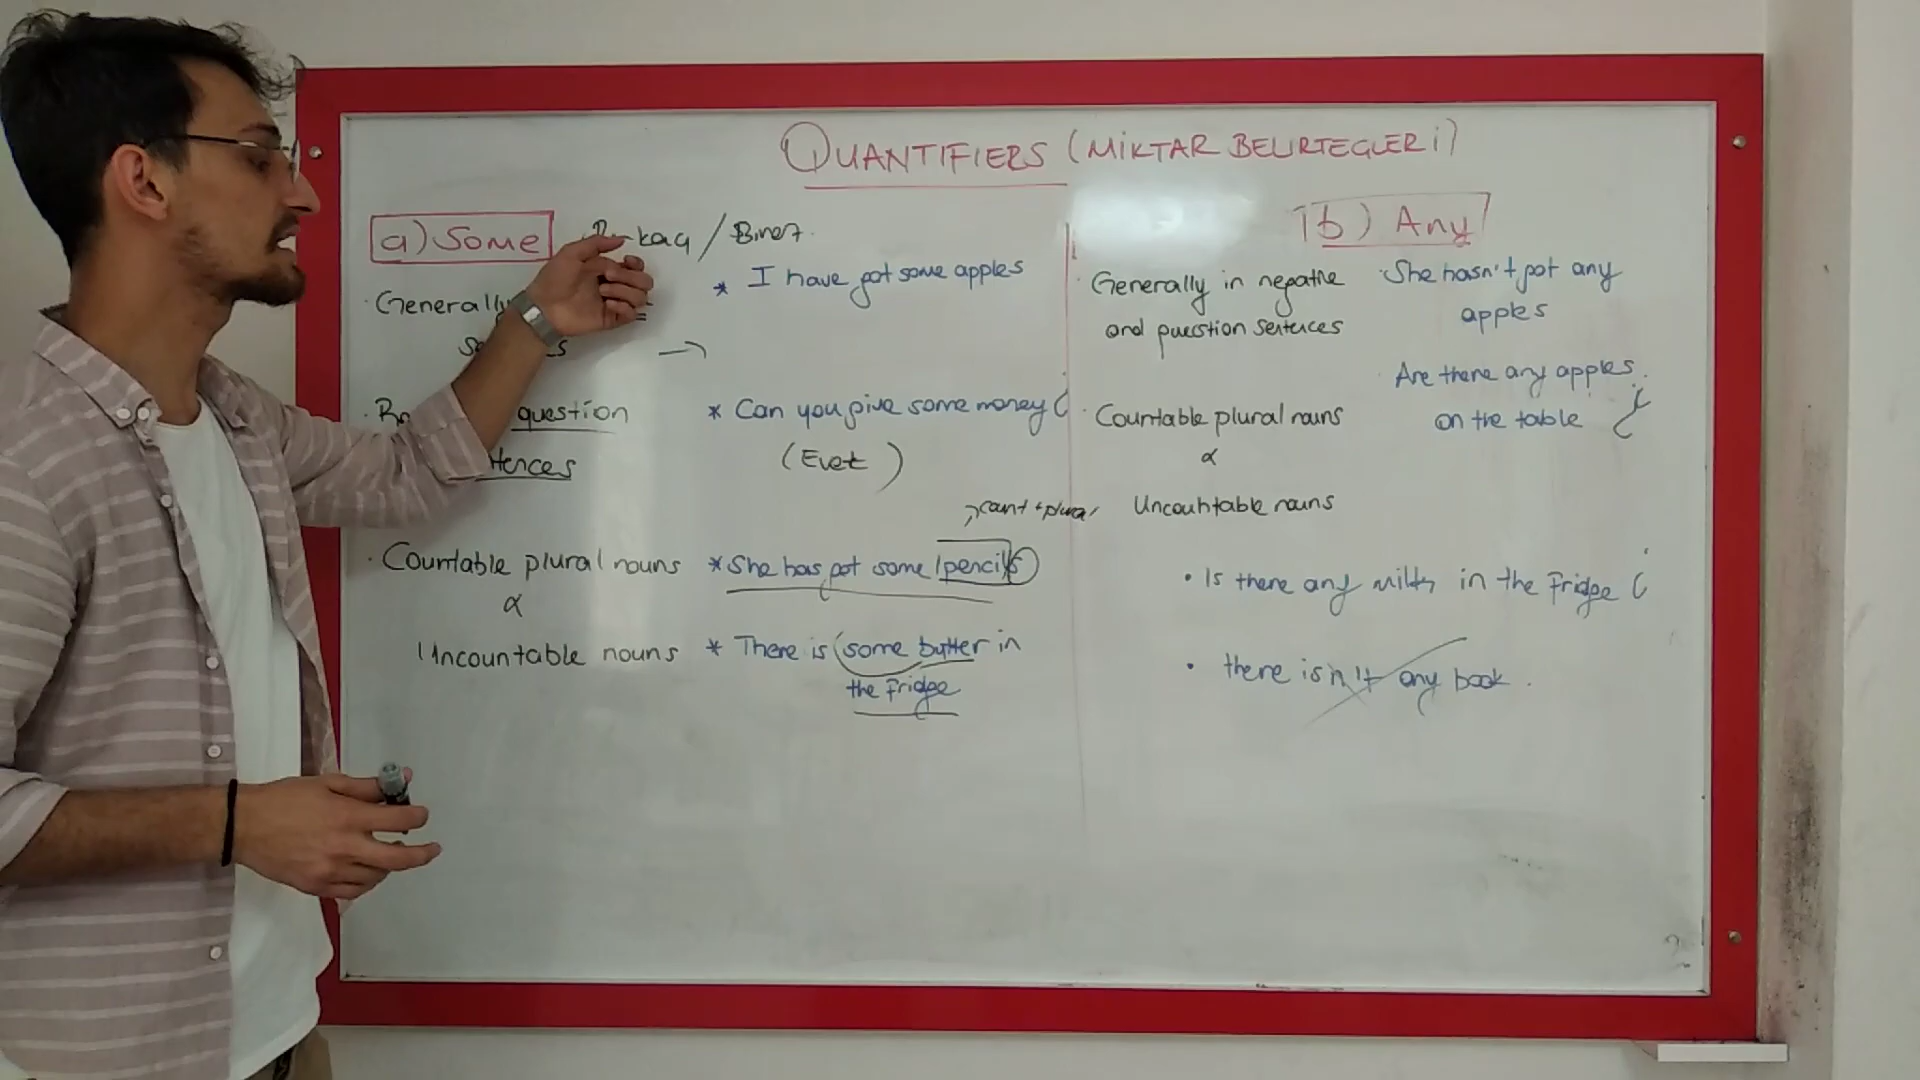 QUANTIFIERS (MİKTAR BELİRTEÇLERİ)
a) Some
/ Biraz
Generally
* I have got some apples
question
* Can you give some money ?
(Evet)
count + plural
· Countable plural nouns
* She has got some pencils
&
Uncountable nouns
* There is some butter in
the Fridge
b) Any
· Generally in negative
and question sentences
· She hasn't got any
apples
· Are there any apples
on the table ?
· Countable plural nouns
&
Uncountable nouns
• Is there any milk in the Fridge ?
• there isn't any book.